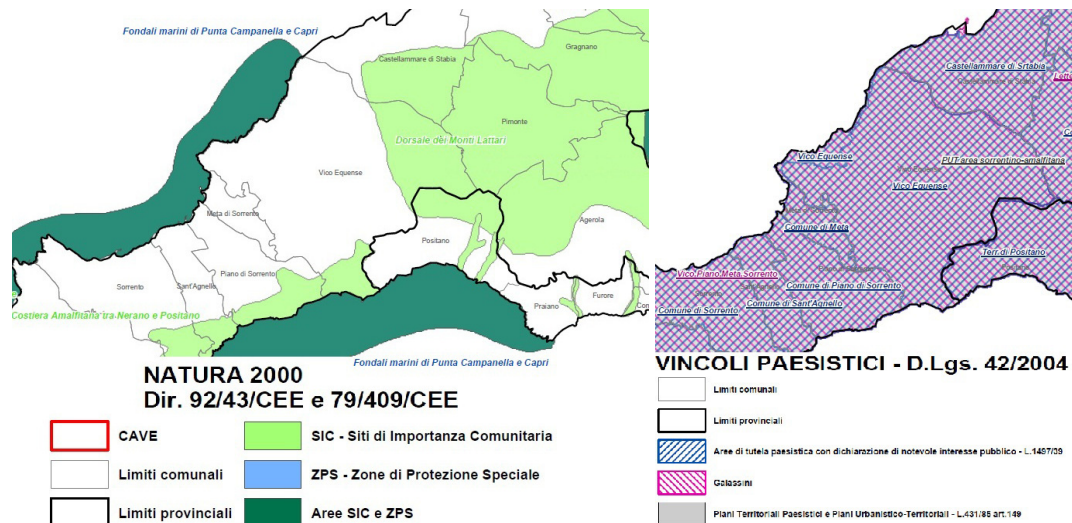 Fondali marini di Punta Campanella e Capri
Castellammare di Stabia
Gragnano
Pimonte
Dorsale dei Monti Lattari
Vico Equense
Meta di Sorrento
Agerola
Positano
Piano di Sorrento
Sorrento
Sant'Agnello
Costiera Amalfitana tra Nerano e Positano
Furore
Praiano
Con
Fondali marini di Punta Campanella e Capri
NATURA 2000
Dir. 92/43/CEE e 79/409/CEE
CAVE
Limiti comunali
Limiti provinciali
SIC - Siti di Importanza Comunitaria
ZPS - Zone di Protezione Speciale
Aree SIC e ZPS
Castellammare di Srtabia
Vico Equense
PUT area sorrentino-amalfitana
Vico Equense
Comune di Meta
Terr di Positano
Vico Piano Meta Sorrento
Sorrento
Sant'Agnello
Comune di Piano di Sorrento
Comune di Sant'Agnello
Comune di Sorrento
VINCOLI PAESISTICI - D.Lgs. 42/2004
Limiti comunali
Limiti provinciali
Aree di tutela paesistica con dichiarazione di notevole interesse pubblico - L.1497/39
Galassini
Piani Territoriali Paesistici e Piani Urbanistico-Territoriali - L.431/85 art.149